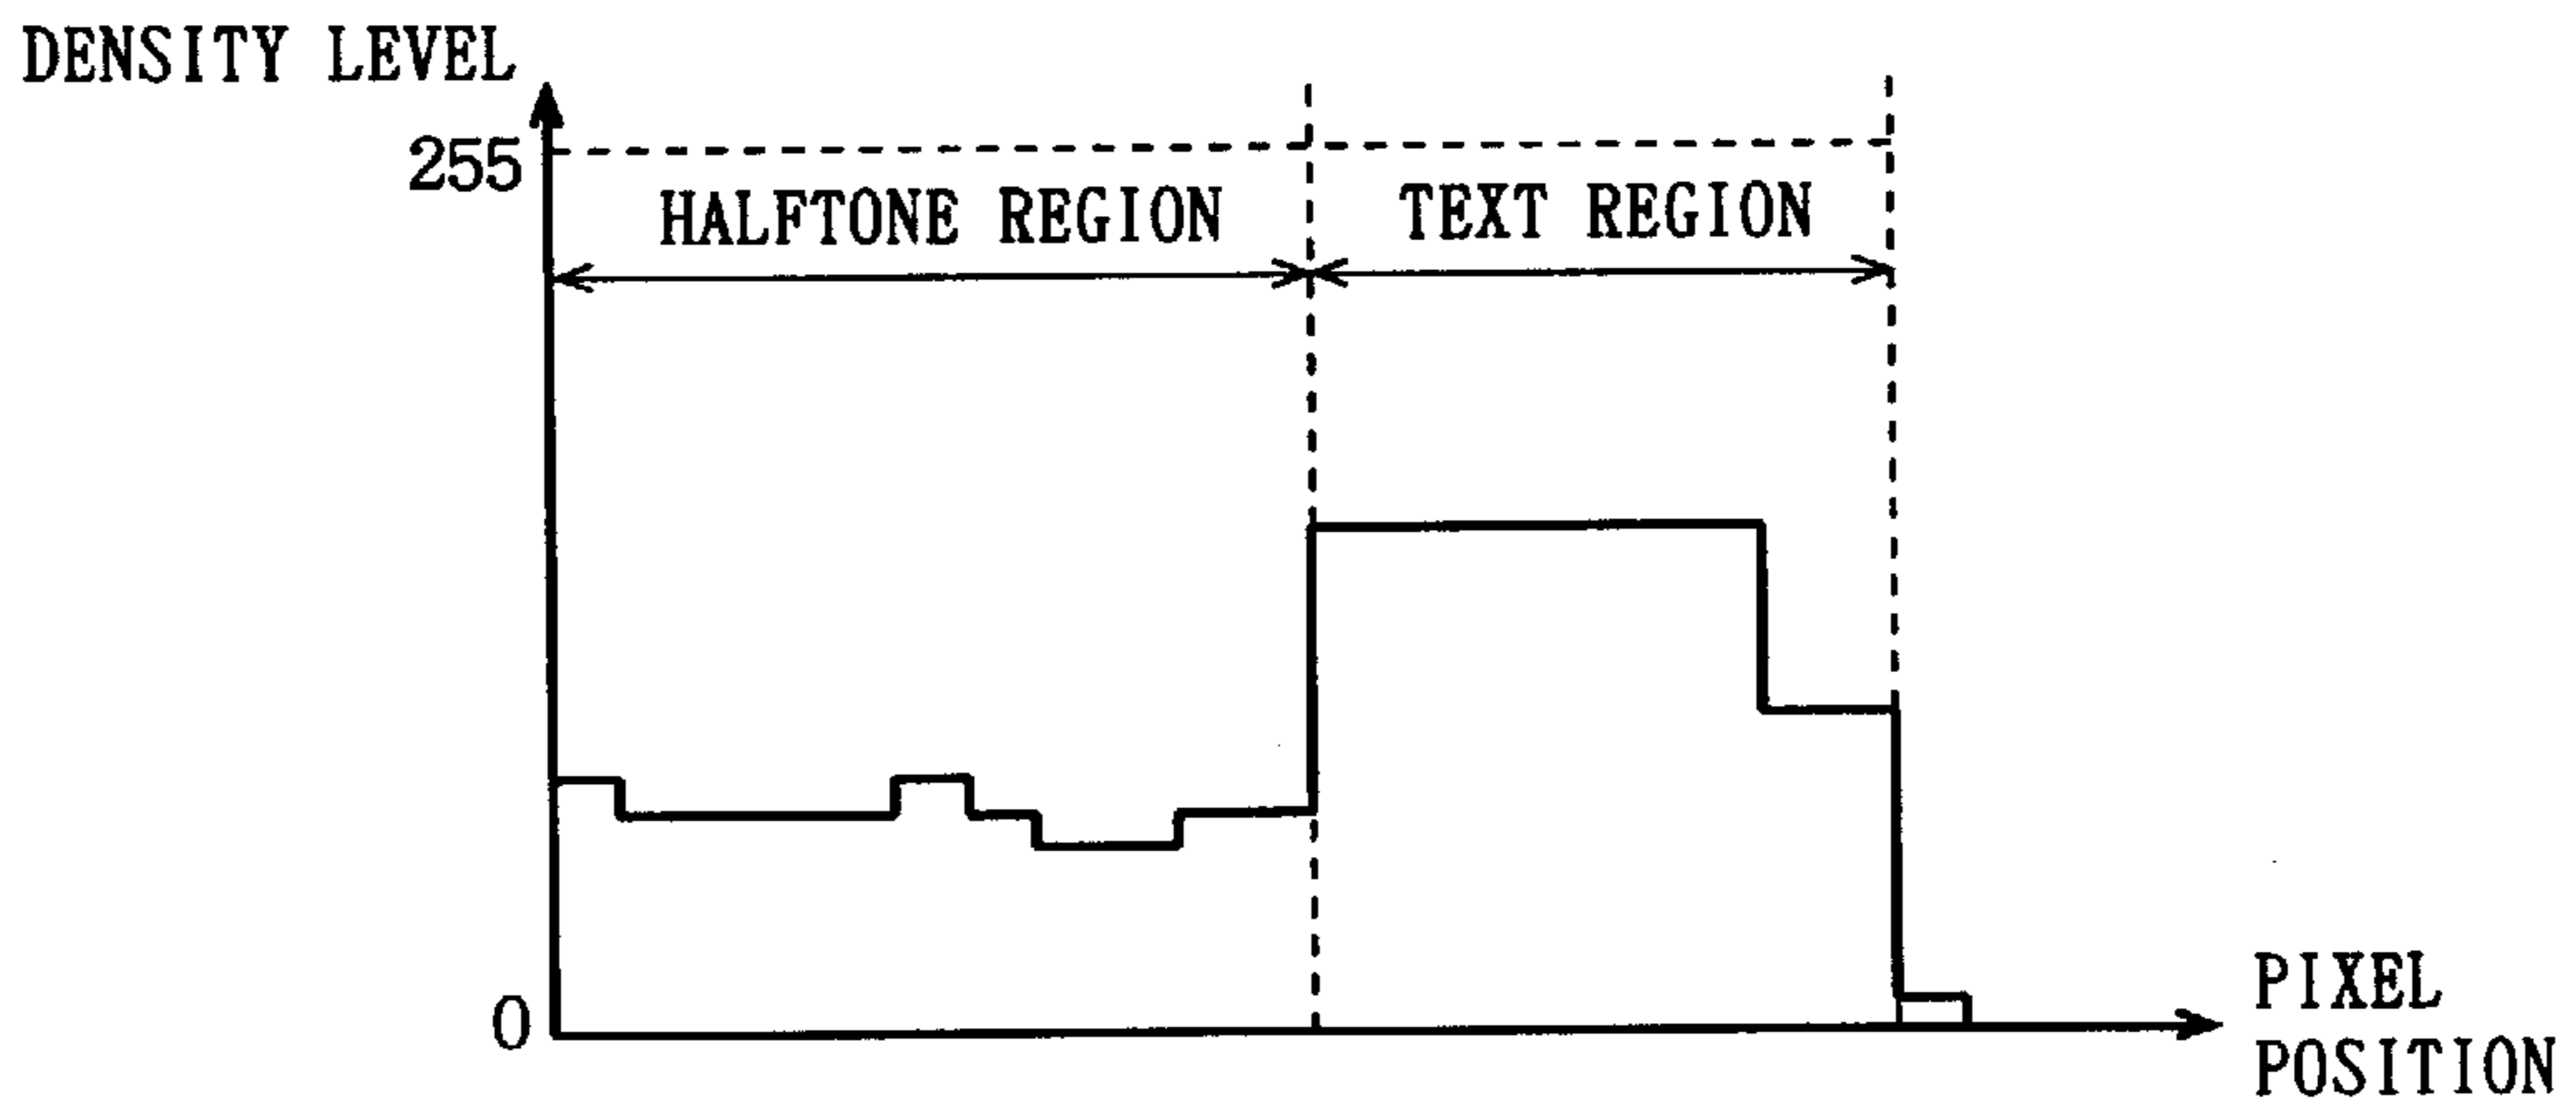 DENSITY LEVEL
255
HALFTONE REGION
TEXT REGION
0
PIXEL
POSITION